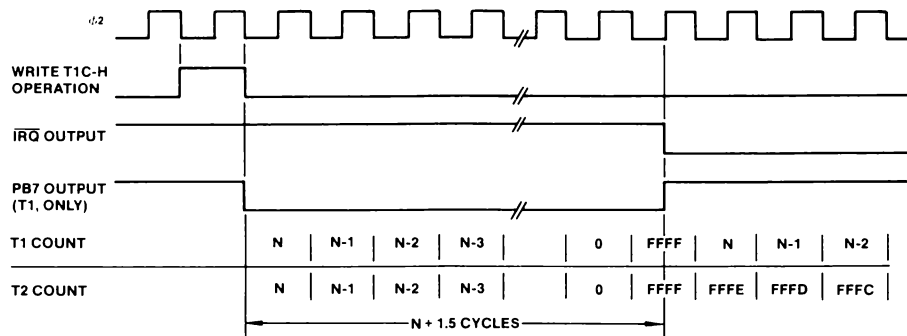 ϕ2
WRITE T1C-H
OPERATION
IRQ OUTPUT
PB7 OUTPUT
(T1, ONLY)
T1 COUNT N N-1 N-2 N-3 0 FFFF N N-1 N-2
T2 COUNT N N-1 N-2 N-3 0 FFFF FFFE FFFD FFFC
N + 1.5 CYCLES